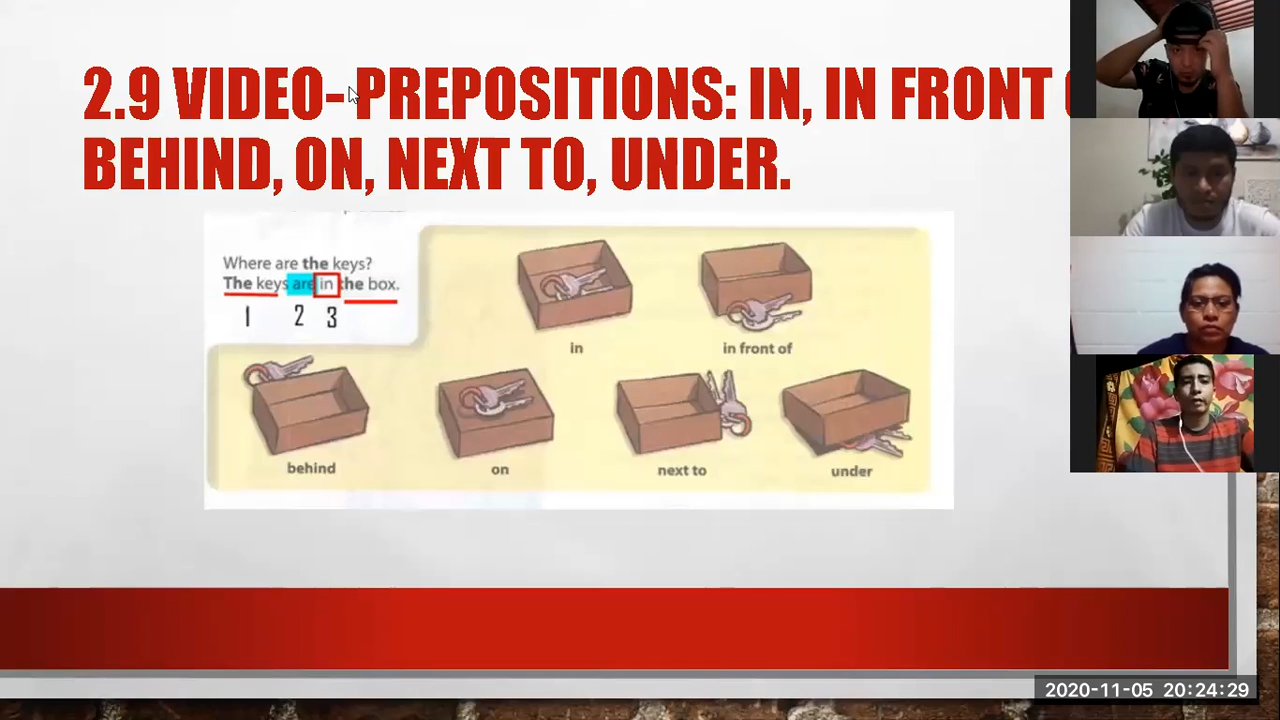 2.9 VIDEO-PREPOSITIONS: IN, IN FRONT
BEHIND, ON, NEXT TO, UNDER.
Where are the keys?
The keys are in the box.
1 2 3
in
in front of
behind
on
next to
under
2020-11-05 20:24:29